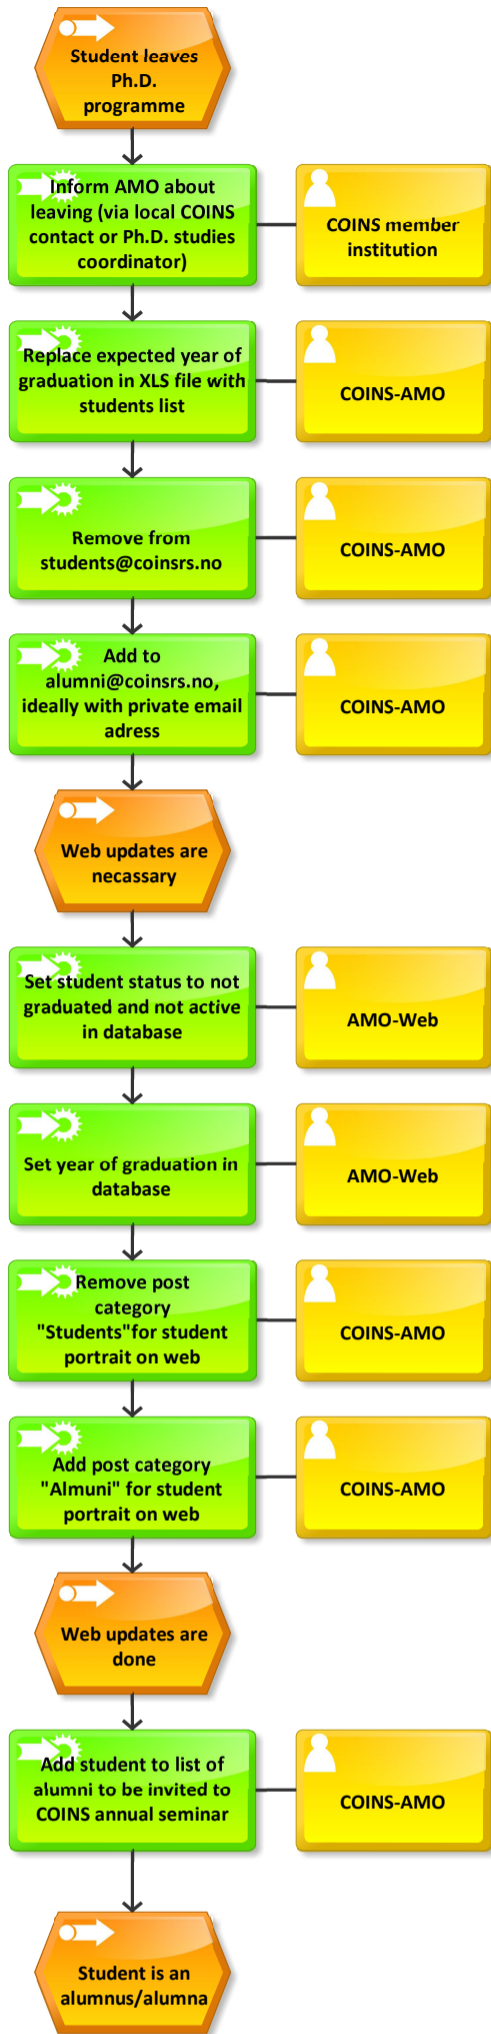 Student leaves
Ph.D.
programme
Inform AMO about
leaving (via local COINS
contact or Ph.D. studies
coordinator)
COINS member
institution
Replace expected year of
graduation in XLS file with
students list
COINS-AMO
Remove from
students@coinsrs.no
COINS-AMO
Add to
alumni@coinsrs.no,
ideally with private email
adress
COINS-AMO
Web updates are
necassary
Set student status to not
graduated and not active
in database
AMO-Web
Set year of graduation in
database
AMO-Web
Remove post
category
"Students"for student
portrait on web
COINS-AMO
Add post category
"Almuni" for student
portrait on web
COINS-AMO
Web updates are
done
Add student to list of
alumni to be invited to
COINS annual seminar
COINS-AMO
Student is an
alumnus/alumna